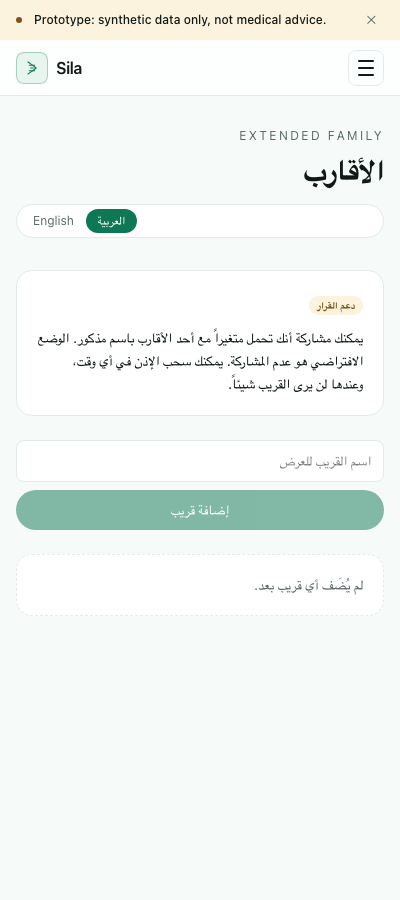 Prototype: synthetic data only, not medical advice.
Sila
EXTENDED FAMILY
الأقارب
English
العربية
دعم القرار
يمكنك مشاركة أنك تحمل متغيراً مع أحد الأقارب باسم مذكور. الوضع
الافتراضي هو عدم المشاركة. يمكنك سحب الإذن في أي وقت،
وعندها لن يرى القريب شيئاً.
اسم القريب للعرض
إضافة قريب
لم يُضَف أي قريب بعد.